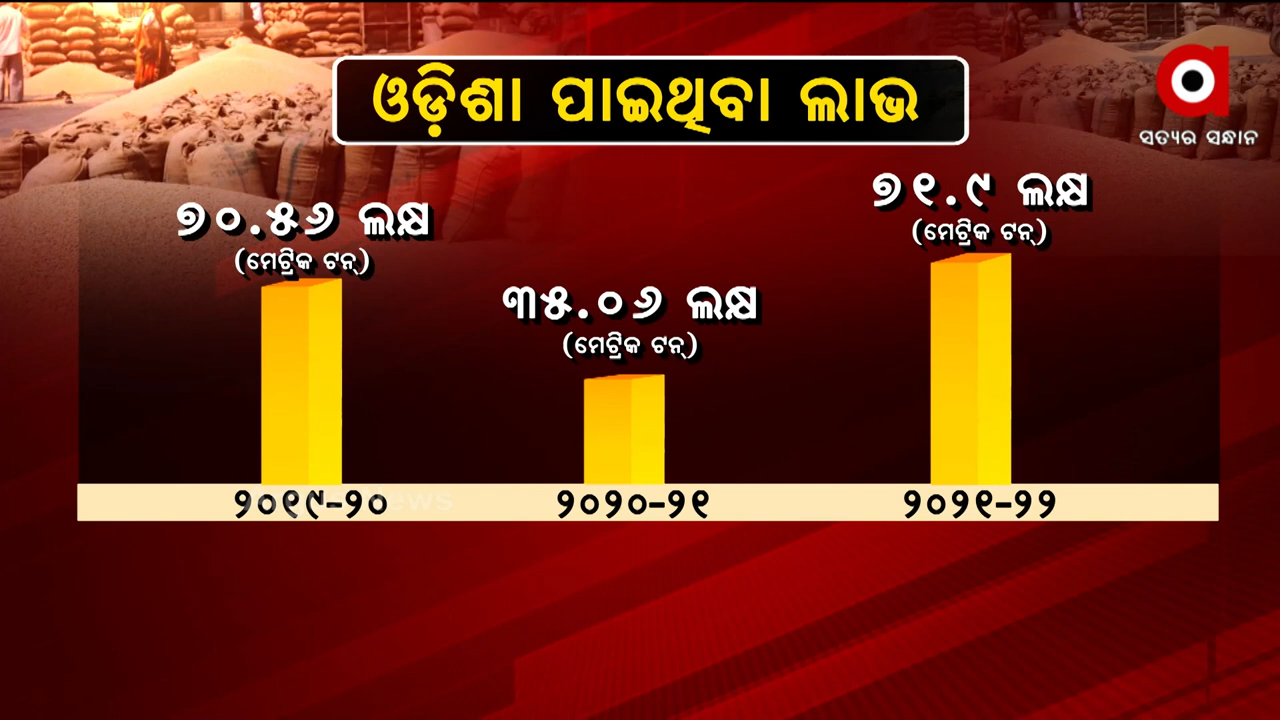 ଓଡ଼ିଶା ପାଇଥିବା ଲାଭ
ସତ୍ୟର ସନ୍ଧାନ
୭୦.୫୬ ଲକ୍ଷ
(ମେଟ୍ରିକ ଟନ୍)
୩୫.୦୬ ଲକ୍ଷ
(ମେଟ୍ରିକ ଟନ୍)
୭୧.୯ ଲକ୍ଷ
(ମେଟ୍ରିକ ଟନ୍)
୨୦୧୯-୨୦
୨୦୨୦-୨୧
୨୦୨୧-୨୨